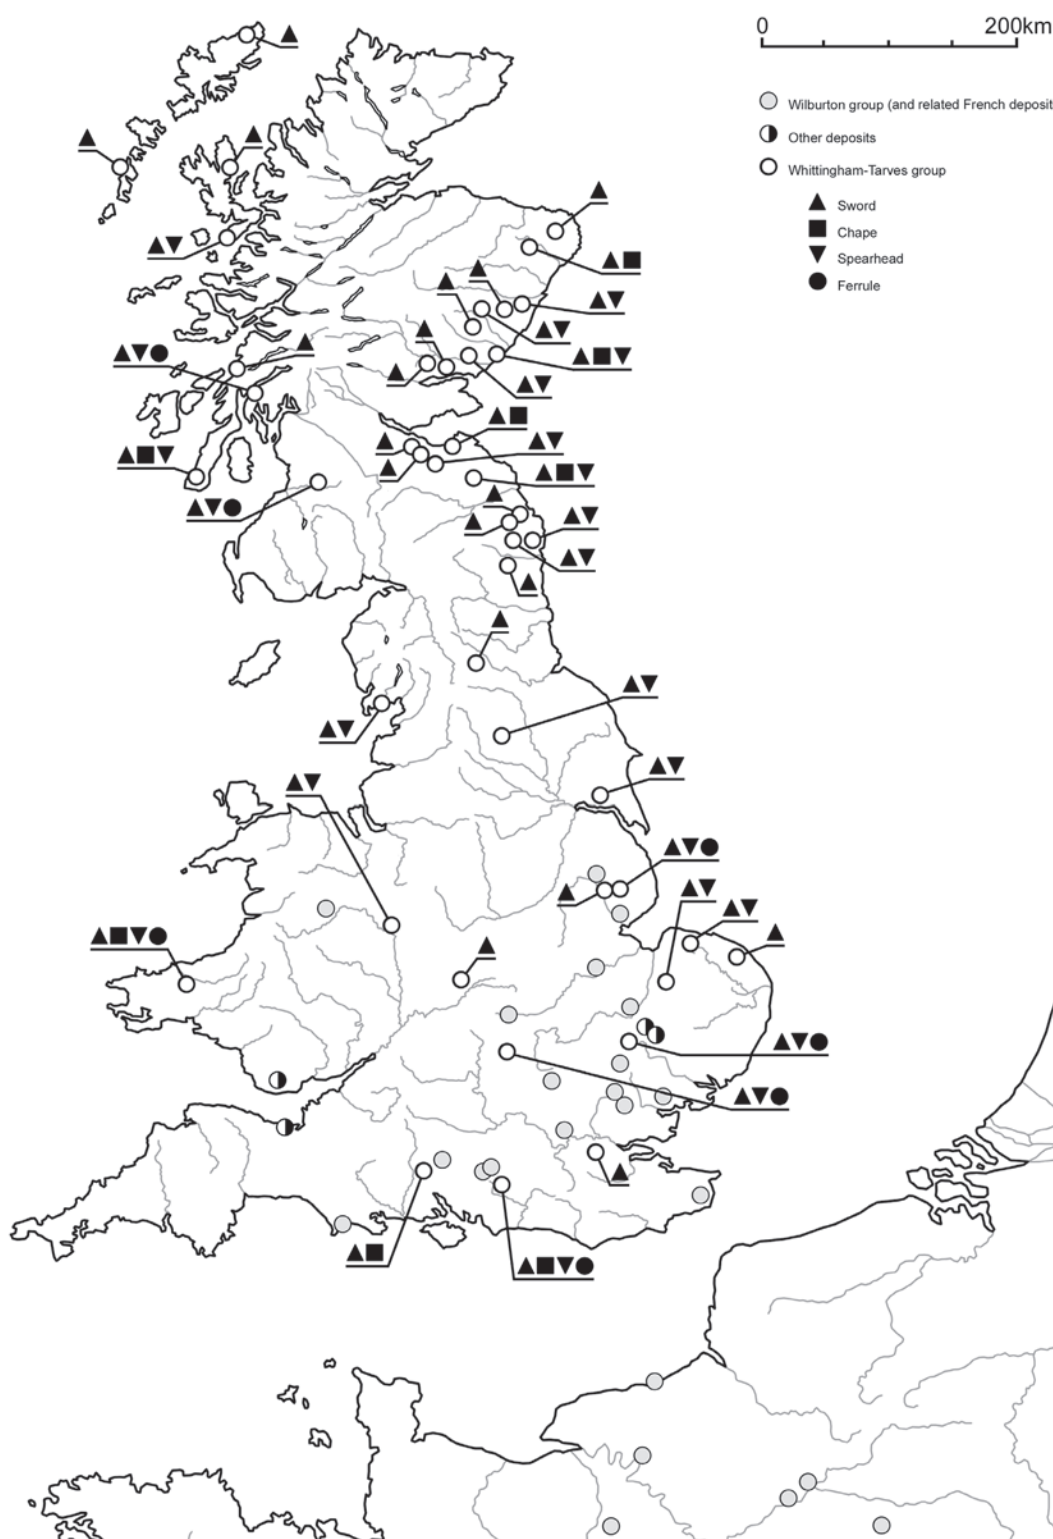 0 200km
Wilburton group (and related French deposit
Other deposits
Whittingham-Tarves group
Sword
Chape
Spearhead
Ferrule